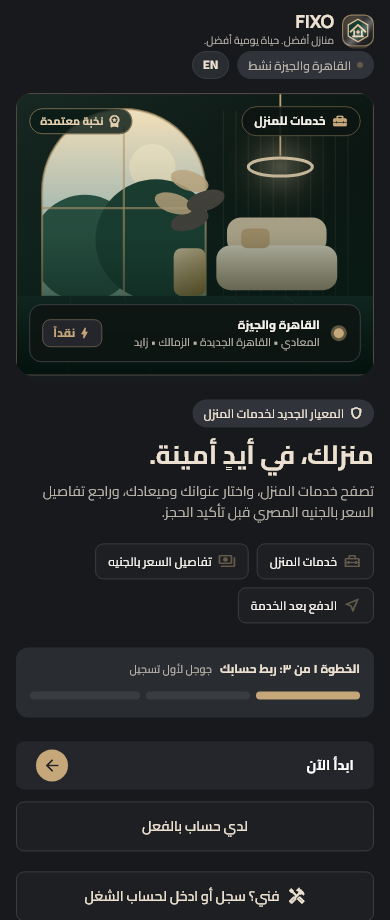 FIXO
منازل أفضل. حياة يومية أفضل.
القاهرة والجيزة نشط
EN
خدمات للمنزل
نخبة معتمدة
القاهرة والجيزة
المعادي • القاهرة الجديدة • الزمالك • زايد
نقداً
المعيار الجديد لخدمات المنزل
منزلك، في أيدٍ أمينة.
تصفح خدمات المنزل، واختار عنوانك وميعادك، وراجع تفاصيل
السعر بالجنيه المصري قبل تأكيد الحجز.
خدمات المنزل
تفاصيل السعر بالجنيه
الدفع بعد الخدمة
الخطوة ١ من ٣: ربط حسابك جوجل لأول تسجيل
ابدأ الآن
لدي حساب بالفعل
فني؟ سجل أو ادخل لحساب الشغل